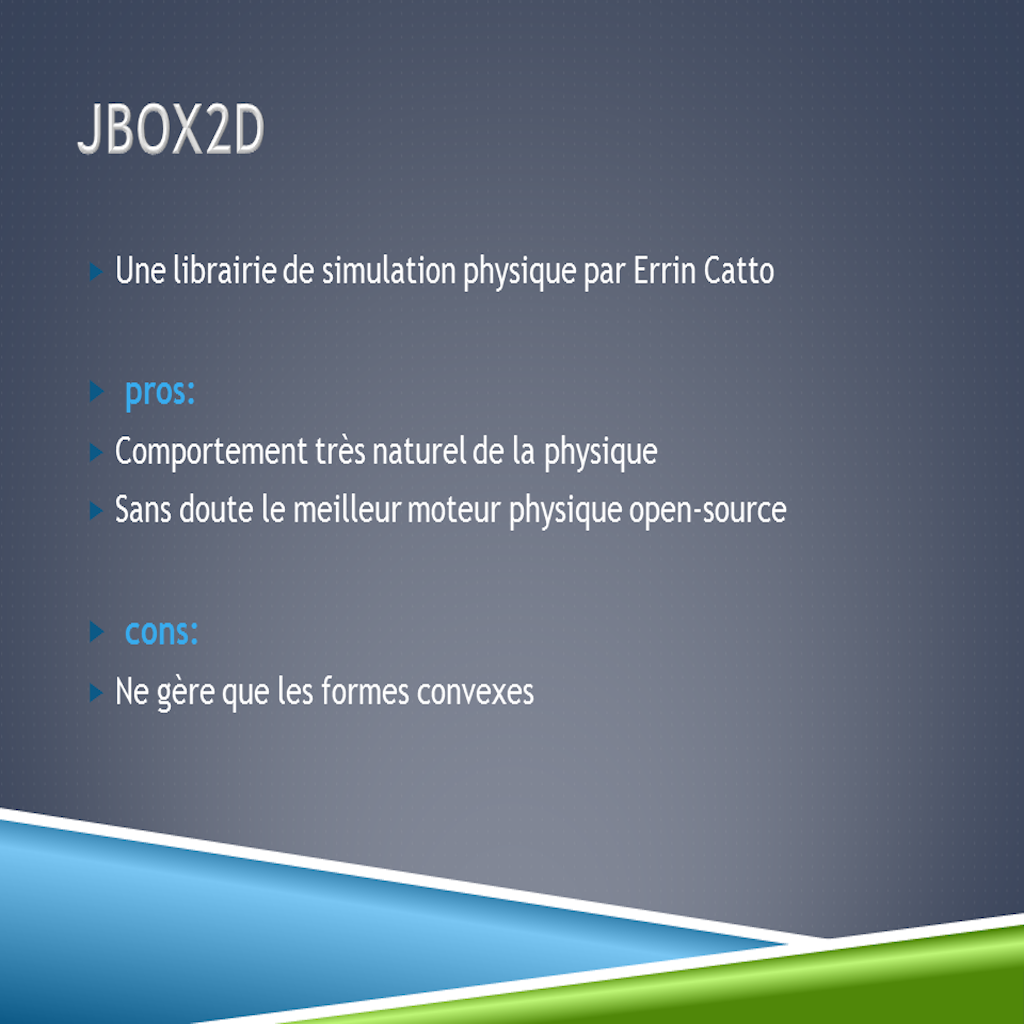 JBOX2D
Une librairie de simulation physique par Errin Catto
pros:
Comportement très naturel de la physique
Sans doute le meilleur moteur physique open-source
cons:
Ne gère que les formes convexes